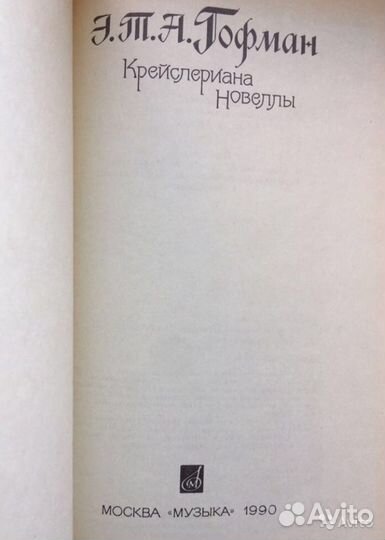 Э.Т.А. Гофман
Крейслериана
Новеллы
МОСКВА «МУЗЫКА» 1990
Avito